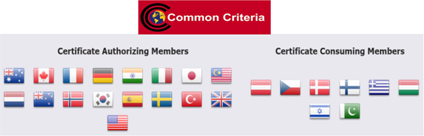 Common Criteria
Certificate Authorizing Members
Certificate Consuming Members